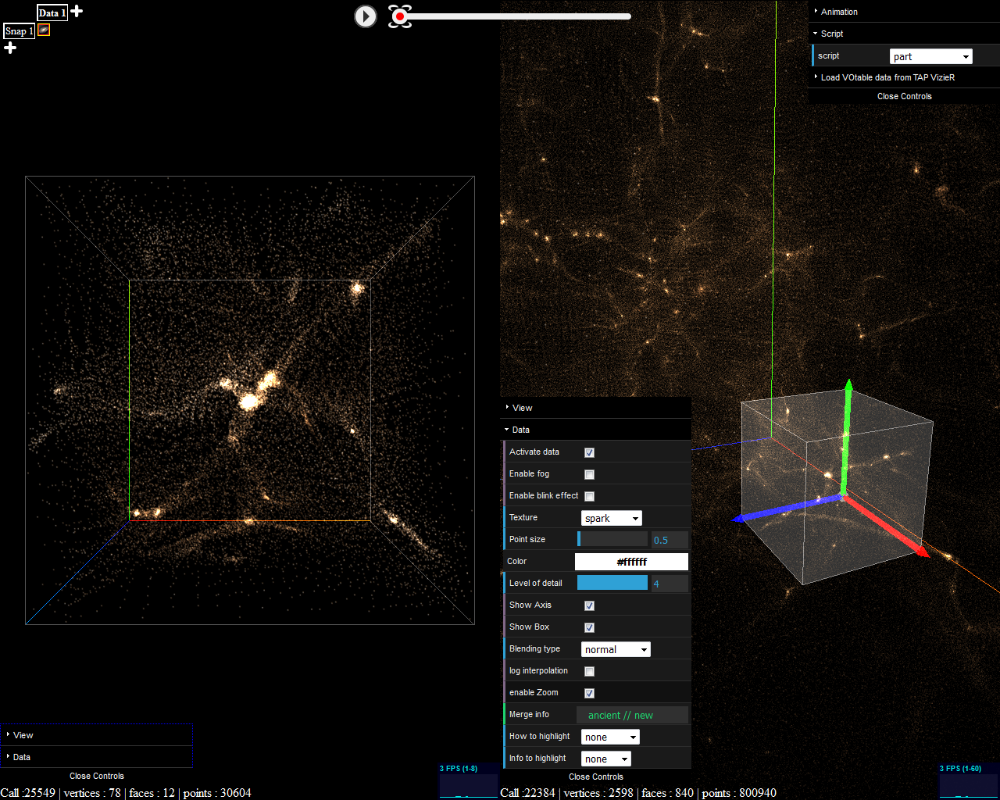 Data 1
Snap 1
Animation
Script
script part
Load VOtable data from TAP VizieR
Close Controls
View
Data
Activate data
Enable fog
Enable blink effect
Texture spark
Point size 0.5
Color #ffffff
Level of detail 4
Show Axis
Show Box
Blending type normal
log interpolation
enable Zoom
Merge info ancient // new
How to highlight none
Info to highlight none
Close Controls
View
Data
Close Controls
3 FPS (1-8)
3 FPS (1-60)
Call :25549 | vertices : 78 | faces : 12 | points : 30604
Call :22384 | vertices : 2598 | faces : 840 | points : 800940